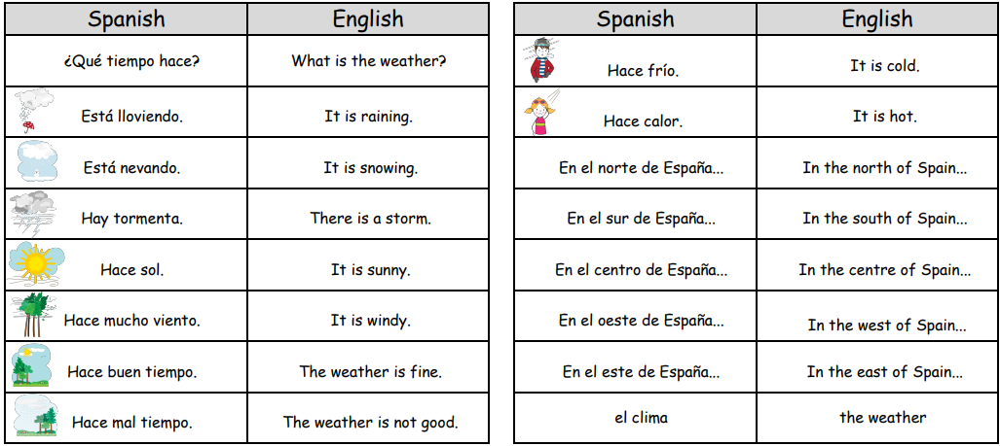 Spanish English
¿Qué tiempo hace? What is the weather?
Está lloviendo. It is raining.
Está nevando. It is snowing.
Hay tormenta. There is a storm.
Hace sol. It is sunny.
Hace mucho viento. It is windy.
Hace buen tiempo. The weather is fine.
Hace mal tiempo. The weather is not good.
Spanish English
Hace frío. It is cold.
Hace calor. It is hot.
En el norte de España... In the north of Spain...
En el sur de España... In the south of Spain...
En el centro de España... In the centre of Spain...
En el oeste de España... In the west of Spain...
En el este de España... In the east of Spain...
el clima the weather